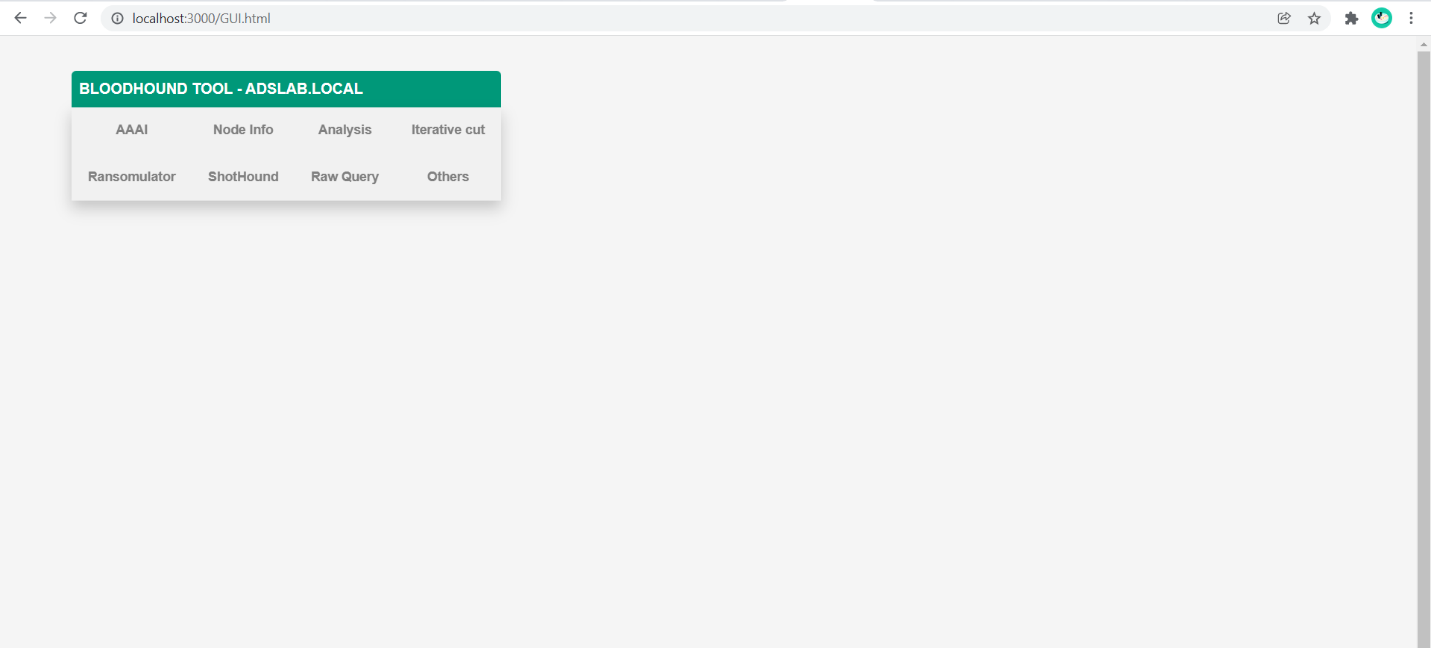 localhost:3000/GUI.html
BLOODHOUND TOOL - ADSLAB.LOCAL
AAAI Node Info Analysis Iterative cut
Ransomulator ShotHound Raw Query Others